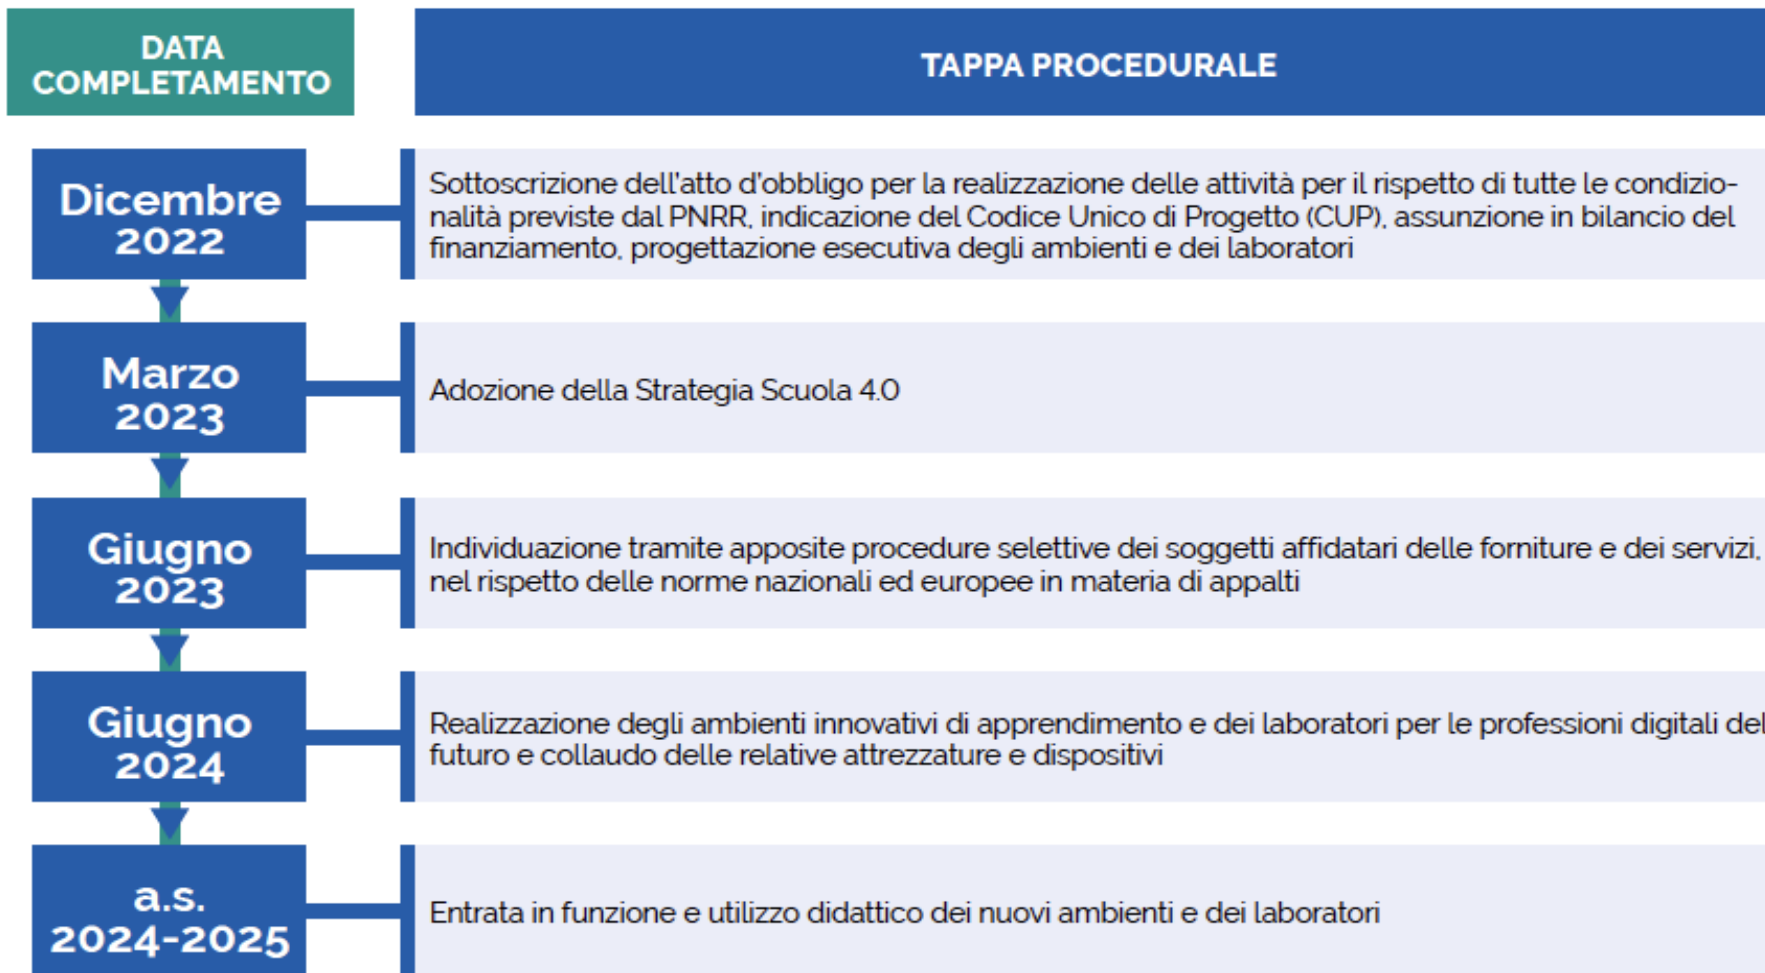 DATA
COMPLETAMENTO
TAPPA PROCEDURALE
Dicembre
2022
Sottoscrizione dell'atto d'obbligo per la realizzazione delle attività per il rispetto di tutte le condizio-
nalità previste dal PNRR, indicazione del Codice Unico di Progetto (CUP), assunzione in bilancio del
finanziamento, progettazione esecutiva degli ambienti e dei laboratori
Marzo
2023
Adozione della Strategia Scuola 4.0
Giugno
2023
Individuazione tramite apposite procedure selettive dei soggetti affidatari delle forniture e dei servizi,
nel rispetto delle norme nazionali ed europee in materia di appalti
Giugno
2024
Realizzazione degli ambienti innovativi di apprendimento e dei laboratori per le professioni digitali del
futuro e collaudo delle relative attrezzature e dispositivi
a.s.
2024-2025
Entrata in funzione e utilizzo didattico dei nuovi ambienti e dei laboratori